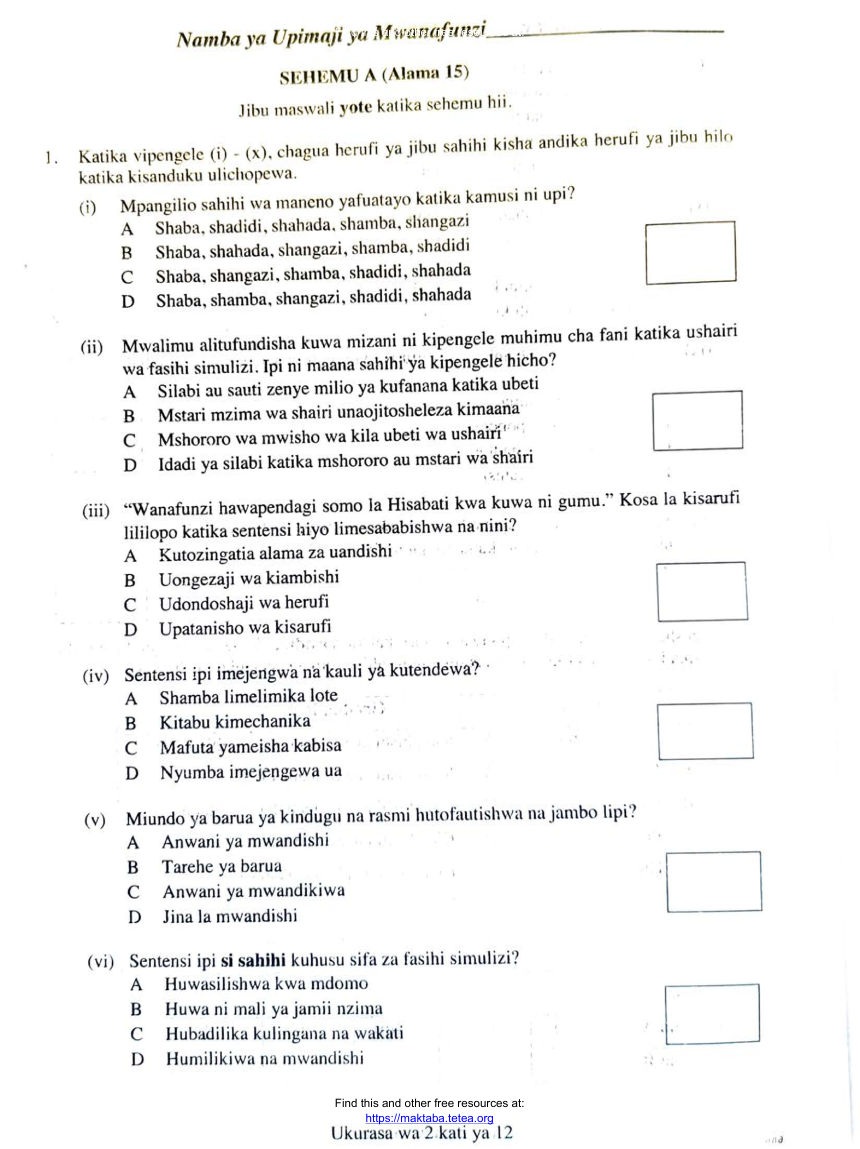 Namba ya Upimaji ya Mwanafunzi
SEHEMU A (Alama 15)
Jibu maswali yote katika sehemu hii.
1. Katika vipengele (i) - (x), chagua herufi ya jibu sahihi kisha andika herufi ya jibu hilo
katika kisanduku ulichopewa.
(i) Mpangilio sahihi wa maneno yafuatayo katika kamusi ni upi?
A Shaba, shadidi, shahada, shamba, shangazi
B Shaba, shahada, shangazi, shamba, shadidi
C Shaba, shangazi, shamba, shadidi, shahada
D Shaba, shamba, shangazi, shadidi, shahada
(ii) Mwalimu alitufundisha kuwa mizani ni kipengele muhimu cha fani katika ushairi
wa fasihi simulizi. Ipi ni maana sahihi ya kipengele hicho?
A Silabi au sauti zenye milio ya kufanana katika ubeti
B Mstari mzima wa shairi unaojitosheleza kimaana
C Mshororo wa mwisho wa kila ubeti wa ushairi
D Idadi ya silabi katika mshororo au mstari wa shairi
(iii) “Wanafunzi hawapendagi somo la Hisabati kwa kuwa ni gumu.” Kosa la kisarufi
lililopo katika sentensi hiyo limesababishwa na nini?
A Kutozingatia alama za uandishi
B Uongezaji wa kiambishi
C Udondoshaji wa herufi
D Upatanisho wa kisarufi
(iv) Sentensi ipi imejengwa na kauli ya kutendewa?
A Shamba limelimika lote
B Kitabu kimechanika
C Mafuta yameisha kabisa
D Nyumba imejengewa ua
(v) Miundo ya barua ya kindugu na rasmi hutofautishwa na jambo lipi?
A Anwani ya mwandishi
B Tarehe ya barua
C Anwani ya mwandikiwa
D Jina la mwandishi
(vi) Sentensi ipi si sahihi kuhusu sifa za fasihi simulizi?
A Huwasilishwa kwa mdomo
B Huwa ni mali ya jamii nzima
C Hubadilika kulingana na wakati
D Humilikiwa na mwandishi
Find this and other free resources at:
https://maktaba.tetea.org
Ukurasa wa 2 kati ya 12